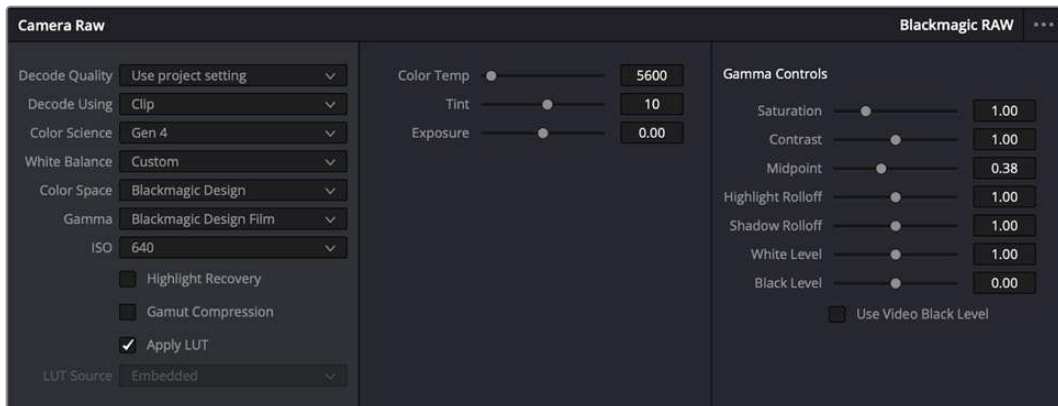 Camera Raw
Blackmagic RAW
Decode Quality Use project setting
Decode Using Clip
Color Science Gen 4
White Balance Custom
Color Space Blackmagic Design
Gamma Blackmagic Design Film
ISO 640
Highlight Recovery
Gamut Compression
Apply LUT
LUT Source Embedded
Color Temp 5600
Tint 10
Exposure 0.00
Gamma Controls
Saturation 1.00
Contrast 1.00
Midpoint 0.38
Highlight Rolloff 1.00
Shadow Rolloff 1.00
White Level 1.00
Black Level 0.00
Use Video Black Level